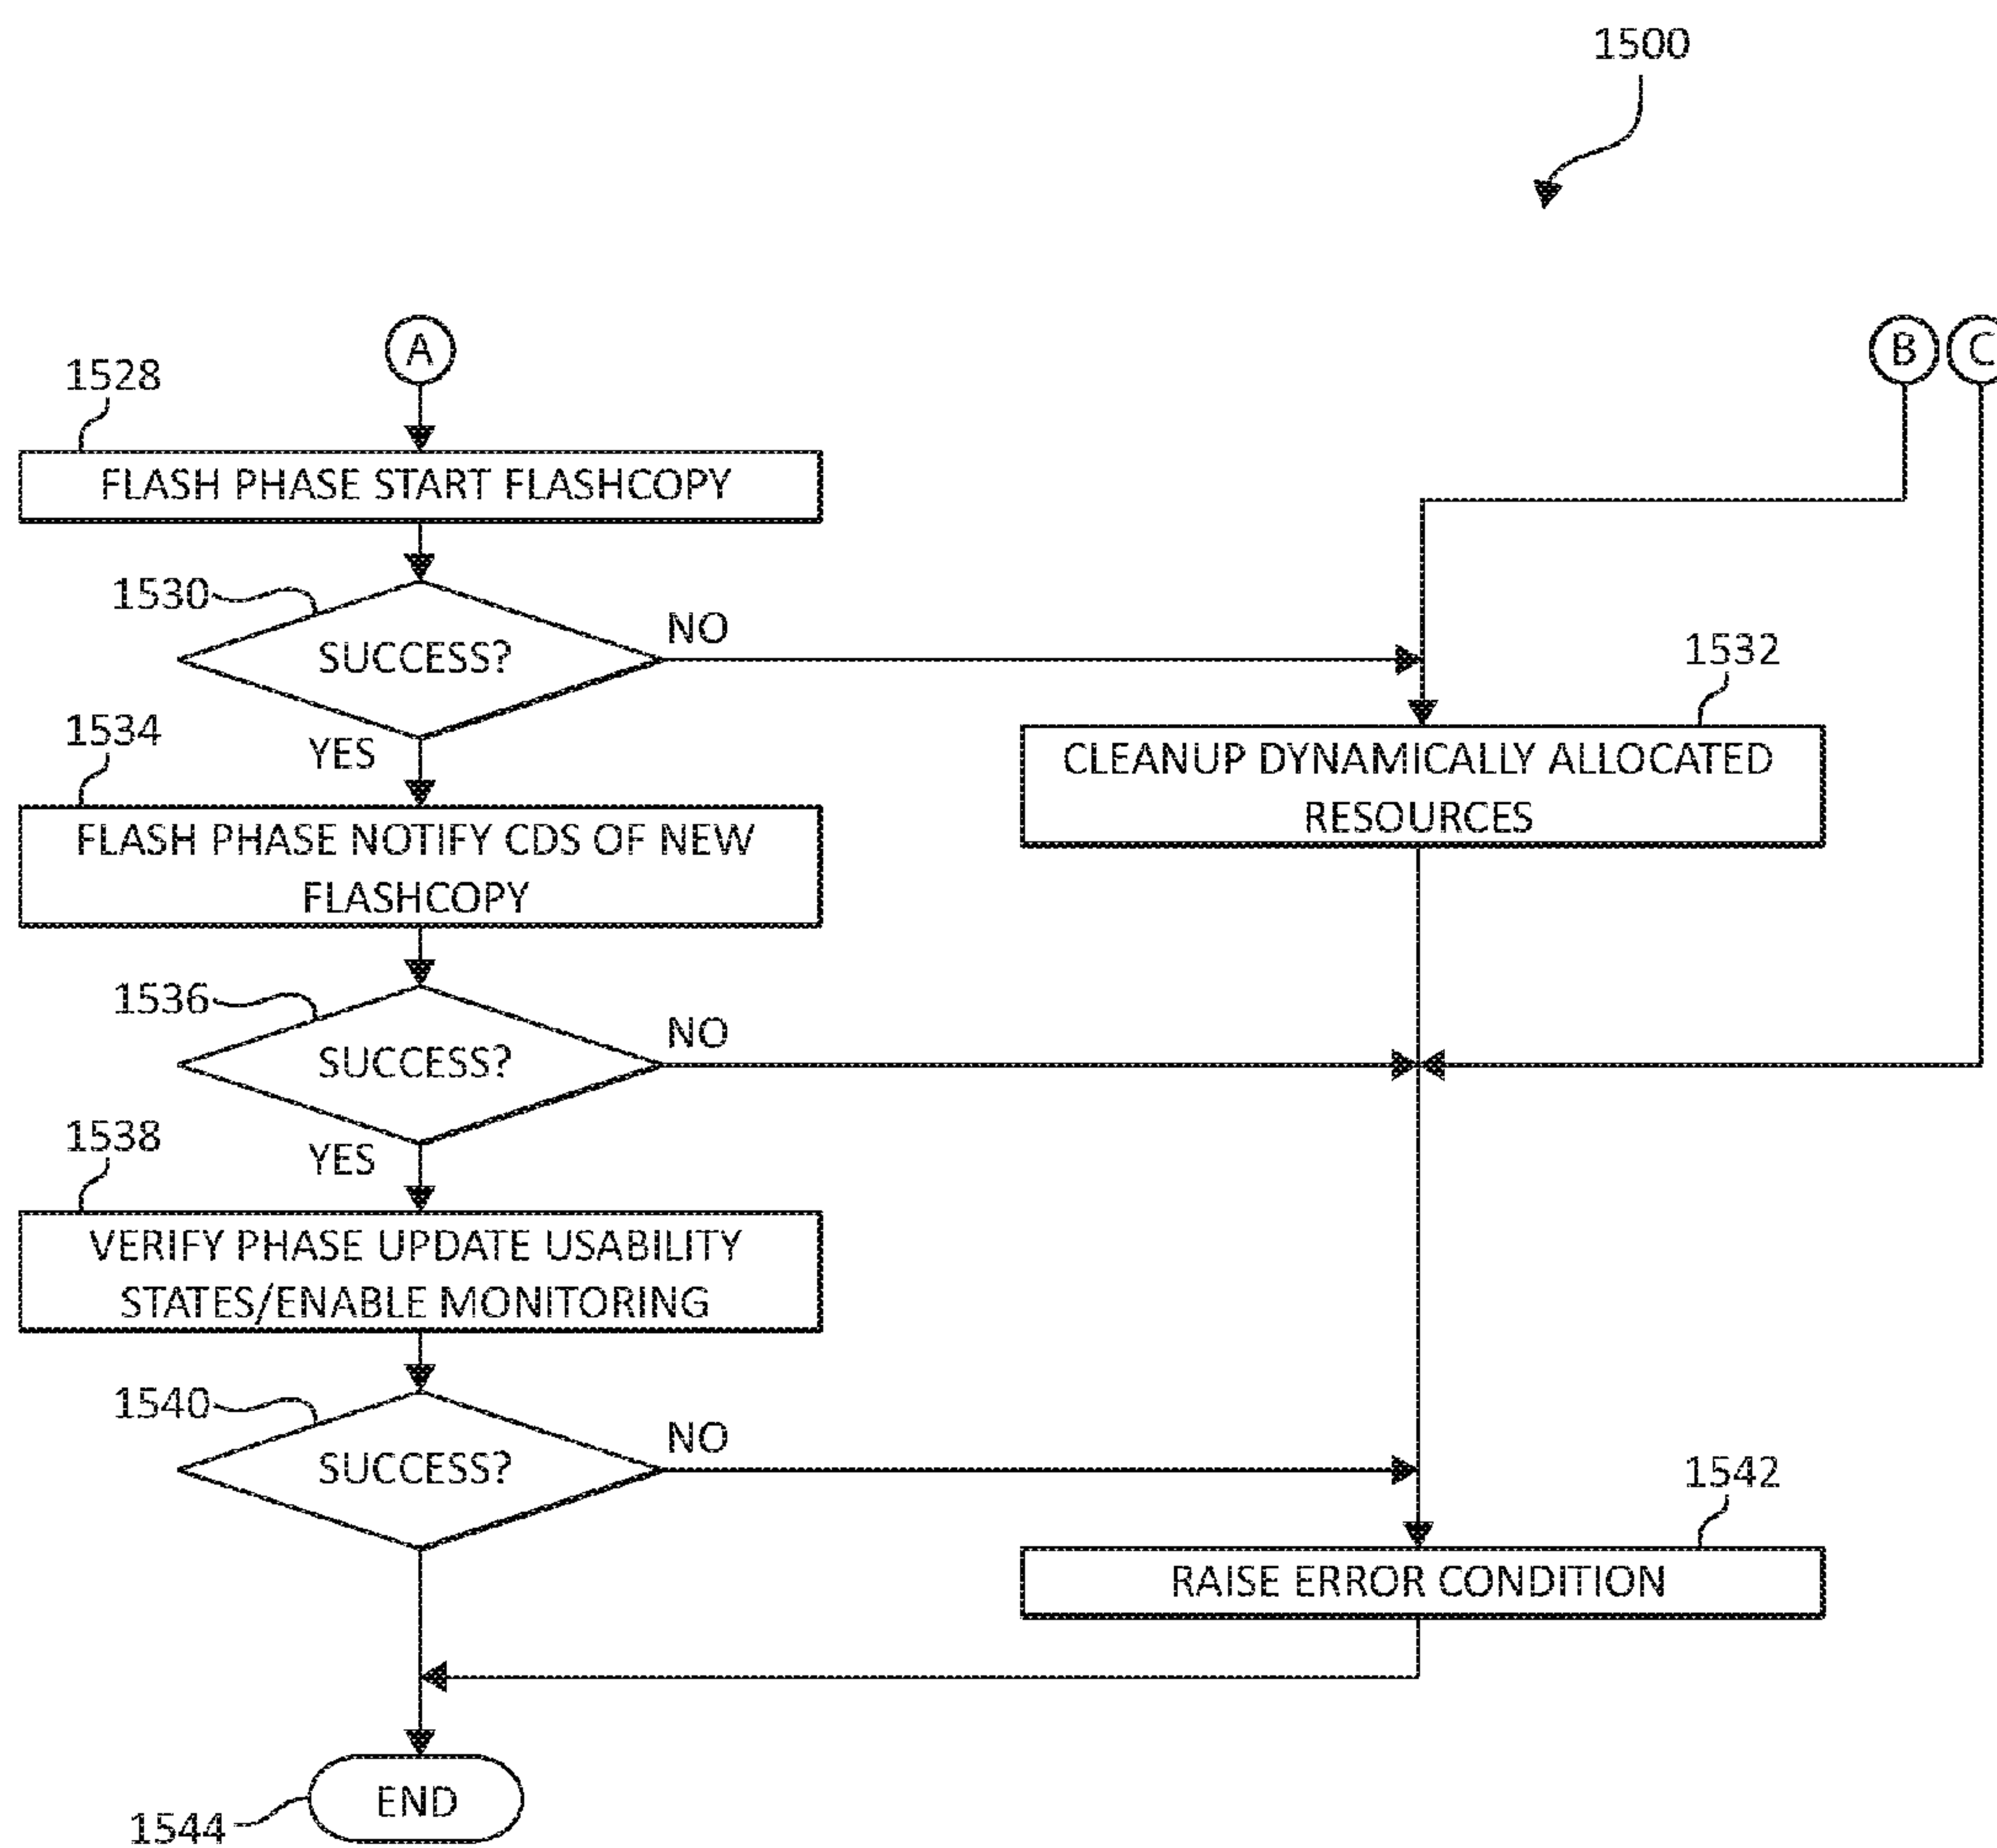 1500
A
B
C
1528
FLASH PHASE START FLASHCOPY
1530
SUCCESS?
NO
YES
1532
CLEANUP DYNAMICALLY ALLOCATED
RESOURCES
1534
FLASH PHASE NOTIFY CDS OF NEW
FLASHCOPY
1536
SUCCESS?
NO
YES
1538
VERIFY PHASE UPDATE USABILITY
STATES/ENABLE MONITORING
1540
SUCCESS?
NO
1542
RAISE ERROR CONDITION
END
1544